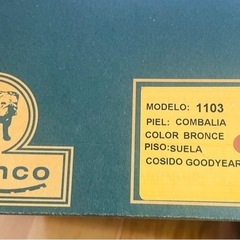 nco
MODELO: 1103
PIEL: COMBALIA
COLOR BRONCE
PISO:SUELA
COSIDO GOODYEAR